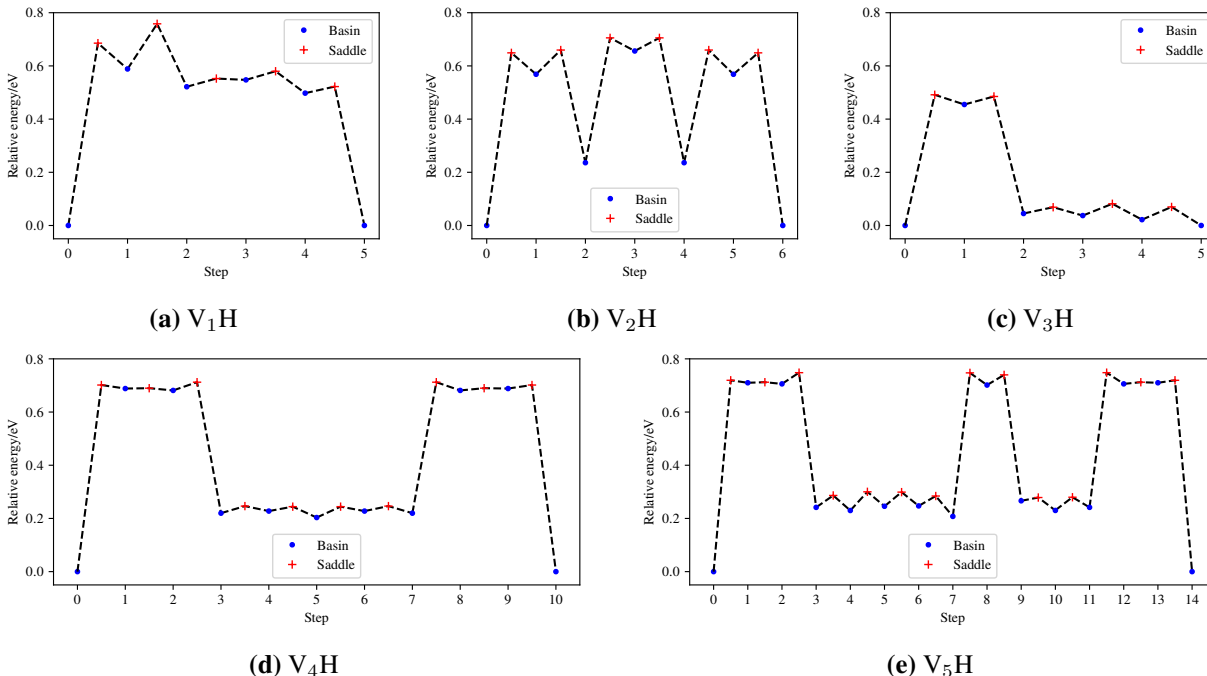 0.8
0.6
0.4
0.2
0.0
Relative energy/eV
Basin
Saddle
0 1 2 3 4 5
Step
(a) V₁H
0.8
0.6
0.4
0.2
0.0
Relative energy/eV
Basin
Saddle
0 1 2 3 4 5 6
Step
(b) V₂H
0.8
0.6
0.4
0.2
0.0
Relative energy/eV
Basin
Saddle
0 1 2 3 4 5
Step
(c) V₃H
0.8
0.6
0.4
0.2
0.0
Relative energy/eV
Basin
Saddle
0 1 2 3 4 5 6 7 8 9 10
Step
(d) V₄H
0.8
0.6
0.4
0.2
0.0
Relative energy/eV
Basin
Saddle
0 1 2 3 4 5 6 7 8 9 10 11 12 13 14
Step
(e) V₅H